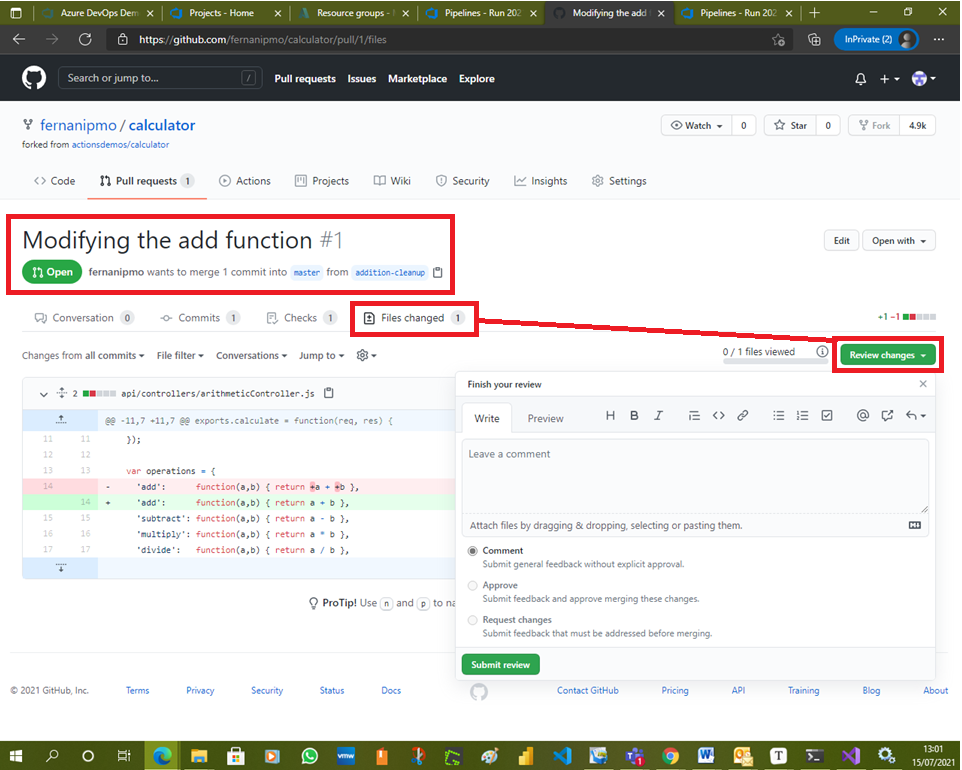 Azure DevOps Dem
Projects - Home
Resource groups -
Pipelines - Run 202
Modifying the add
Pipelines - Run 202
https://github.com/fernanipmo/calculator/pull/1/files
InPrivate (2)
Search or jump to...
/
Pull requests
Issues
Marketplace
Explore
fernanipmo / calculator
forked from actionsdemos/calculator
Watch
0
Star
0
Fork
4.9k
Code
Pull requests 1
Actions
Projects
Wiki
Security
Insights
Settings
Modifying the add function #1
Edit
Open with
Open
fernanipmo wants to merge 1 commit into master from addition-cleanup
Conversation 0
Commits 1
Checks 1
Files changed 1
+1 −1
Changes from all commits
File filter
Conversations
Jump to
0 / 1 files viewed
Review changes
2 api/controllers/arithmeticController.js
@@ -11,7 +11,7 @@ exports.calculate = function(req, res) {
11 11 });
12 12
13 13 var operations = {
14 - 'add': function(a,b) { return +a + +b },
14 + 'add': function(a,b) { return a + b },
15 15 'subtract': function(a,b) { return a - b },
16 16 'multiply': function(a,b) { return a * b },
17 17 'divide': function(a,b) { return a / b },
ProTip! Use n and p to na
Finish your review
Write
Preview
H B I
Leave a comment
Attach files by dragging & dropping, selecting or pasting them.
Comment
Submit general feedback without explicit approval.
Approve
Submit feedback and approve merging these changes.
Request changes
Submit feedback that must be addressed before merging.
Submit review
© 2021 GitHub, Inc.
Terms
Privacy
Security
Status
Docs
Contact GitHub
Pricing
API
Training
Blog
About
13:01
15/07/2021